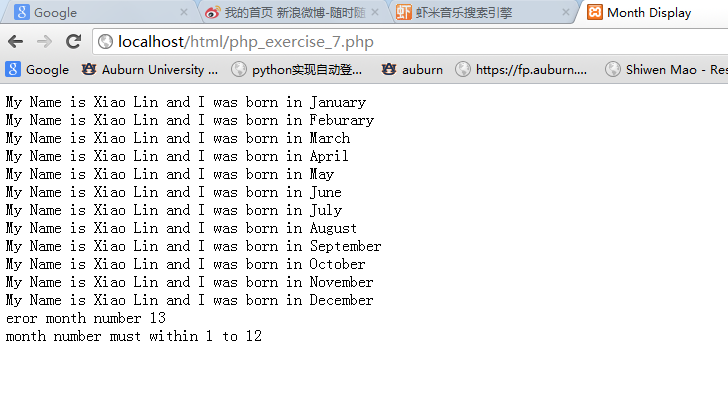 Google
我的首页 新浪微博-随时随
虾 虾米音乐搜索引擎
Month Display
localhost/html/php_exercise_7.php
Google
Auburn University ...
python实现自动登...
auburn
https://fp.auburn....
Shiwen Mao - Res
My Name is Xiao Lin and I was born in January
My Name is Xiao Lin and I was born in Feburary
My Name is Xiao Lin and I was born in March
My Name is Xiao Lin and I was born in April
My Name is Xiao Lin and I was born in May
My Name is Xiao Lin and I was born in June
My Name is Xiao Lin and I was born in July
My Name is Xiao Lin and I was born in August
My Name is Xiao Lin and I was born in September
My Name is Xiao Lin and I was born in October
My Name is Xiao Lin and I was born in November
My Name is Xiao Lin and I was born in December
eror month number 13
month number must within 1 to 12